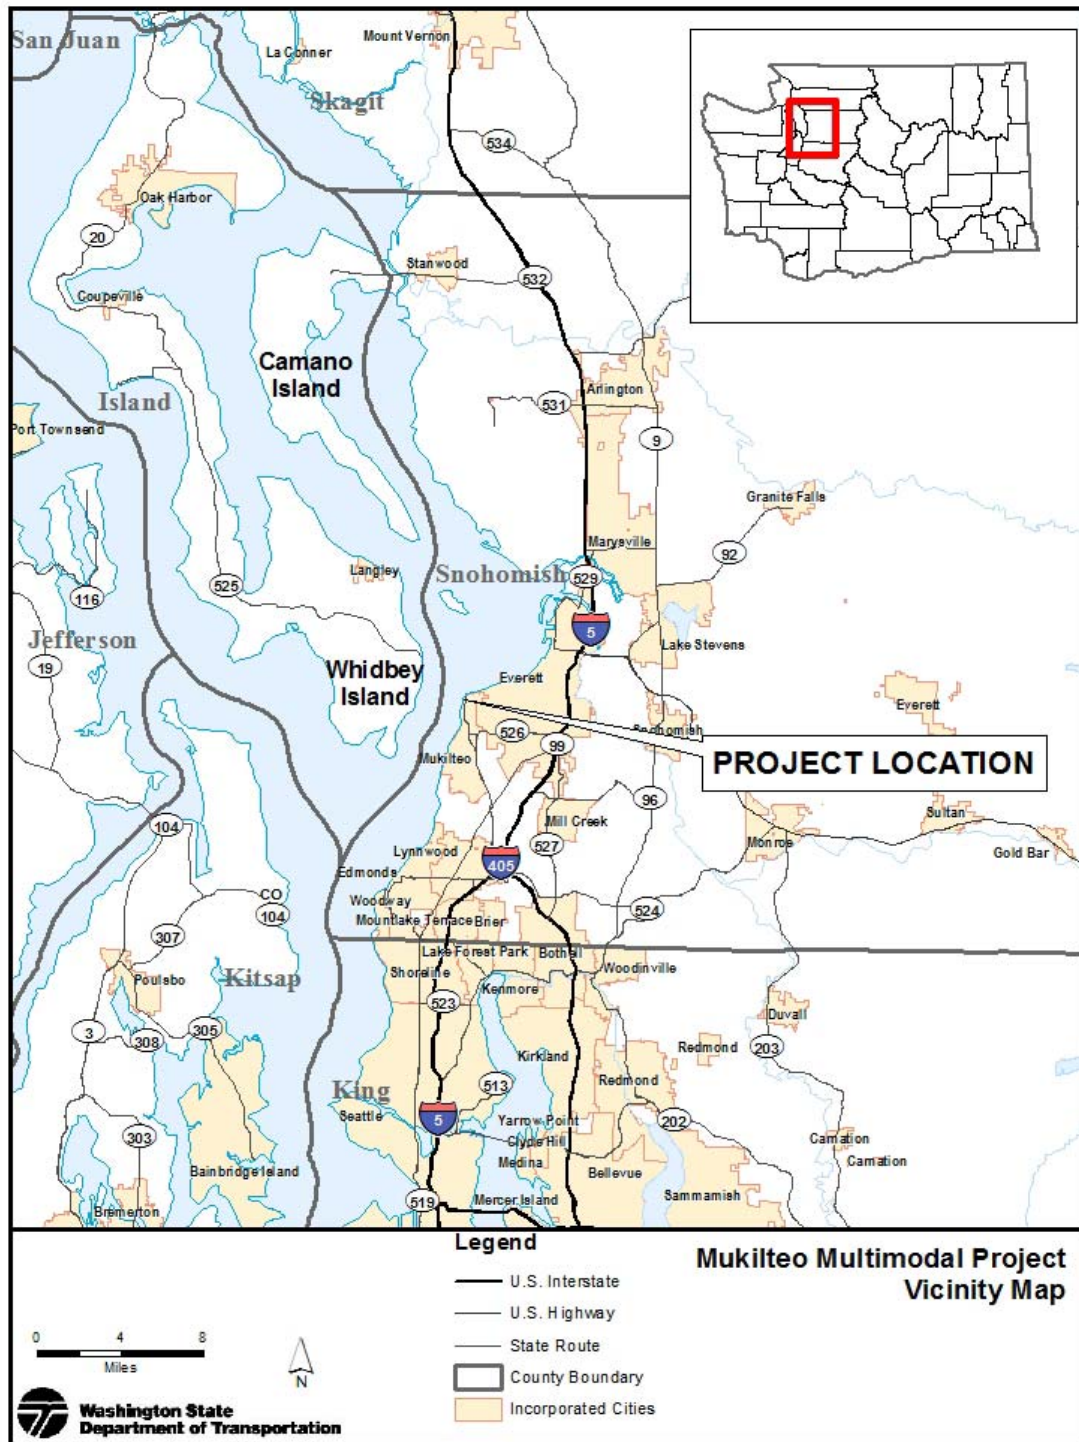 San Juan
Mount Vernon
La Conner
Skagit
534
Oak Harbor
20
Stanwood
532
Coupeville
Camano
Island
Island
Arlington
531
Port Townsend
9
Granite Falls
Marysville
92
Langley
Snohomish
529
525
116
5
Jefferson
Lake Stevens
19
Whidbey
Island
Everett
Everett
Snohomish
526
99
Mukilteo
PROJECT LOCATION
96
Sultan
104
Mill Creek
Monroe
527
Lynnwood
Gold Bar
405
Edmonds
CO
104
Woodway
524
Mountlake Terrace
Brier
307
Lake Forest Park
Bothell
Shoreline
Woodinville
Poulsbo
Kitsap
Kenmore
523
Duvall
3
305
308
Redmond
203
Kirkland
Redmond
King
513
Seattle
5
Yarrow Point
202
303
Clyde Hill
Carnation
Medina
Carnation
Bainbridge Island
Bellevue
Sammamish
519
Mercer Island
Bremerton
Legend
U.S. Interstate
U.S. Highway
State Route
County Boundary
Incorporated Cities
Mukilteo Multimodal Project
Vicinity Map
0 4 8
Miles
N
Washington State
Department of Transportation